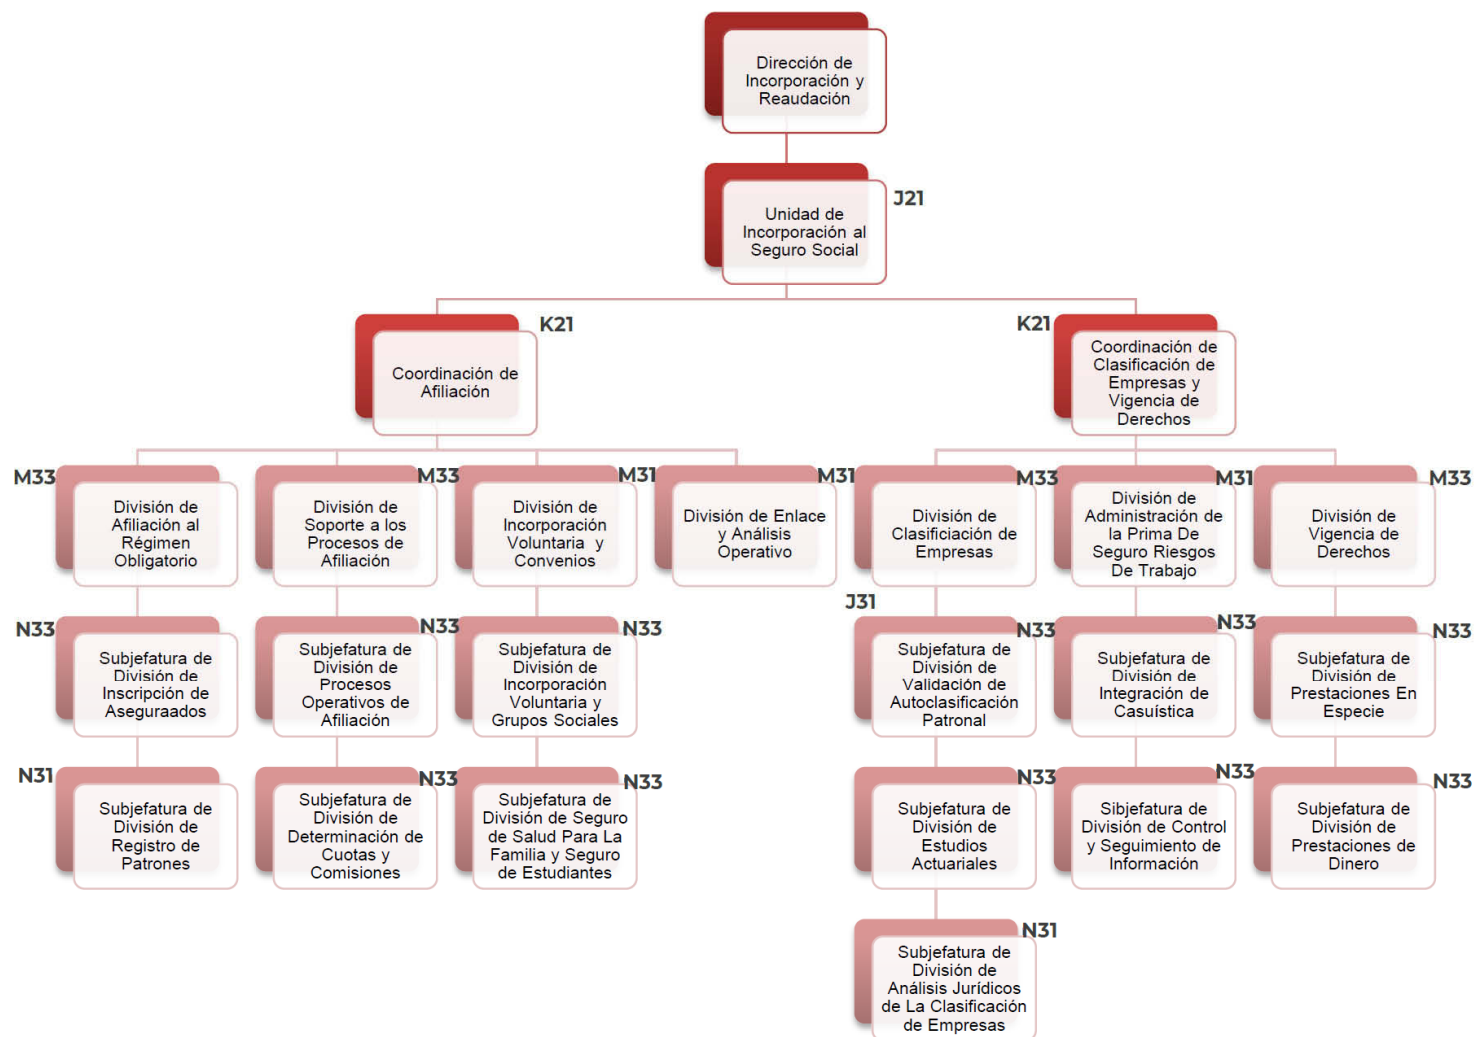 Dirección de
Incorporación y
Reaudación
J21
Unidad de
Incorporación al
Seguro Social
K21
Coordinación de
Afiliación
K21
Coordinación de
Clasificación de
Empresas y
Vigencia de
Derechos
M33
División de
Afiliación al
Régimen
Obligatorio
M33
División de
Soporte a los
Procesos de
Afiliación
M31
División de
Incorporación
Voluntaria y
Convenios
M31
División de Enlace
y Análisis
Operativo
M33
División de
Clasificiación de
Empresas
M31
División de
Administración de
la Prima De
Seguro Riesgos
De Trabajo
M33
División de
Vigencia de
Derechos
N33
Subjefatura de
División de
Inscripción de
Aseguraados
N33
Subjefatura de
División de
Procesos
Operativos de
Afiliación
N33
Subjefatura de
División de
Incorporación
Voluntaria y
Grupos Sociales
J31
N33
Subjefatura de
División de
Validación de
Autoclasificación
Patronal
N33
Subjefatura de
División de
Integración de
Casuística
N33
Subjefatura de
División de
Prestaciones En
Especie
N31
Subjefatura de
División de
Registro de
Patrones
N33
Subjefatura de
División de
Determinación de
Cuotas y
Comisiones
N33
Subjefatura de
División de Seguro
de Salud Para La
Familia y Seguro
de Estudiantes
N33
Subjefatura de
División de
Estudios
Actuariales
N33
Sibjefatura de
División de Control
y Seguimiento de
Información
N33
Subjefatura de
División de
Prestaciones de
Dinero
N31
Subjefatura de
División de
Análisis Jurídicos
de La Clasificación
de Empresas